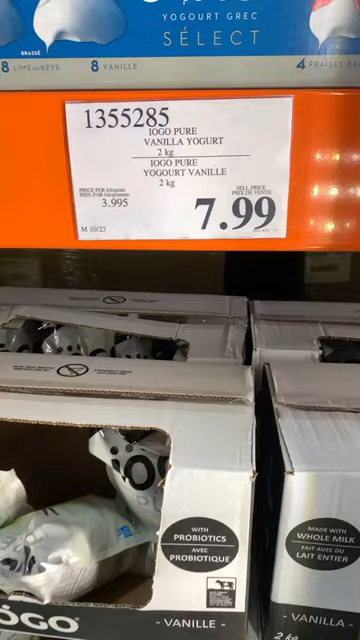 YOGOURT GREC
SÉLECT
BRASSÉ
8 LIME
KEYS
8 VANILLE
4 FRAISES
1355285
IOGO PURE
VANILLA YOGURT
2 kg
IOGO PURE
YOGOURT VANILLE
2 kg
PRICE PER kilogram
PRIX PAR kilogramme
3.995
SELL PRICE
PRIX DE VENTE
7.99
M 10/23
WITH
PROBIOTICS
AVEC
PROBIOTIQUE
ÖGO
- VANILLE -
MADE WITH
WHOLE MILK
FAIT AVEC DU
LAIT ENTIER
- VANILLA -
2 kg